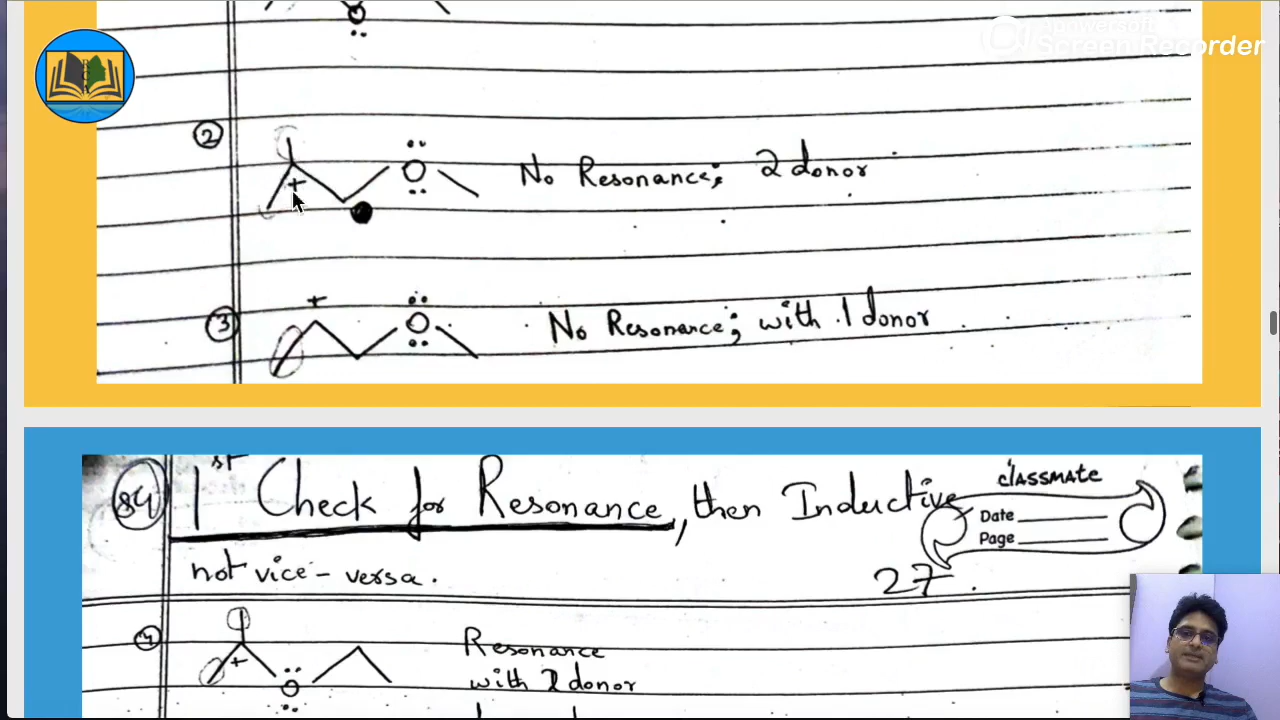 Universoft
Screen Recorder
2
+ O No Resonance; 2 donor
3
+ O No Resonance; with 1 donor
84 1st Check for Resonance, then Inductive
not vice-versa.
classmate
Date
Page
27.
4
+ O Resonance
with 2 donor